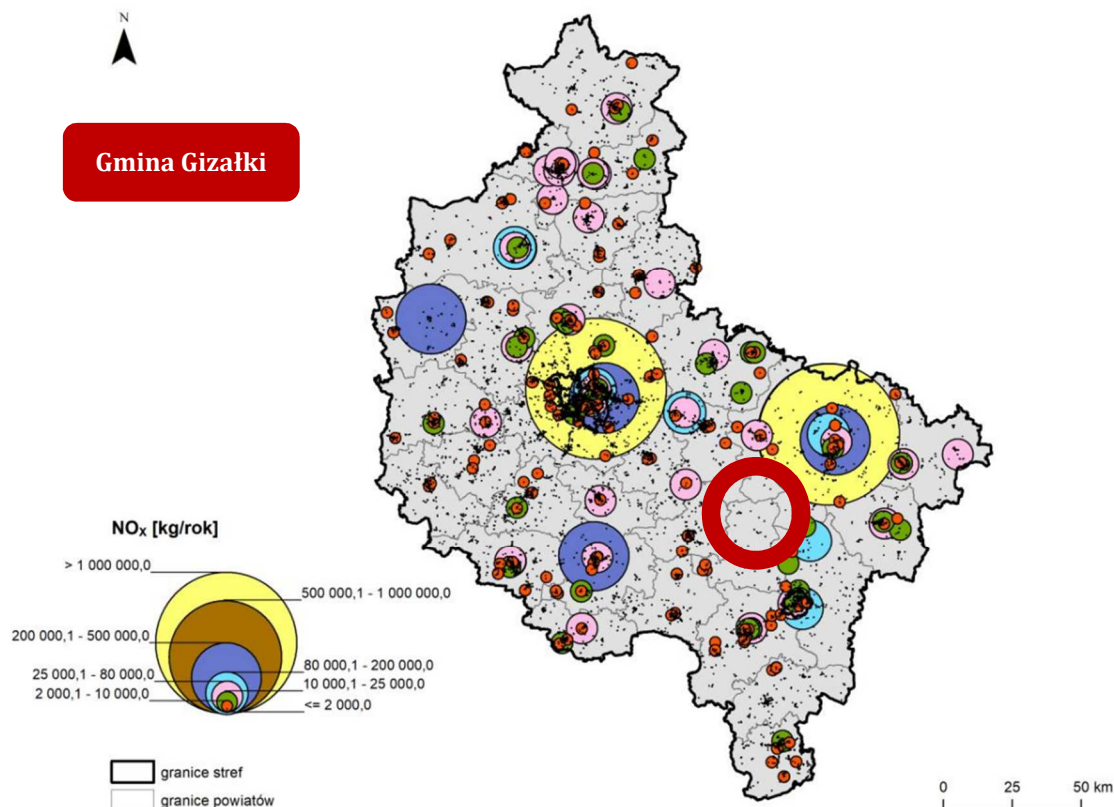 N
Gmina Gizałki
NOx [kg/rok]
> 1 000 000,0
500 000,1 - 1 000 000,0
200 000,1 - 500 000,0
80 000,1 - 200 000,0
25 000,1 - 80 000,0
10 000,1 - 25 000,0
2 000,1 - 10 000,0
<= 2 000,0
granice stref
granice powiatów
0 25 50 km